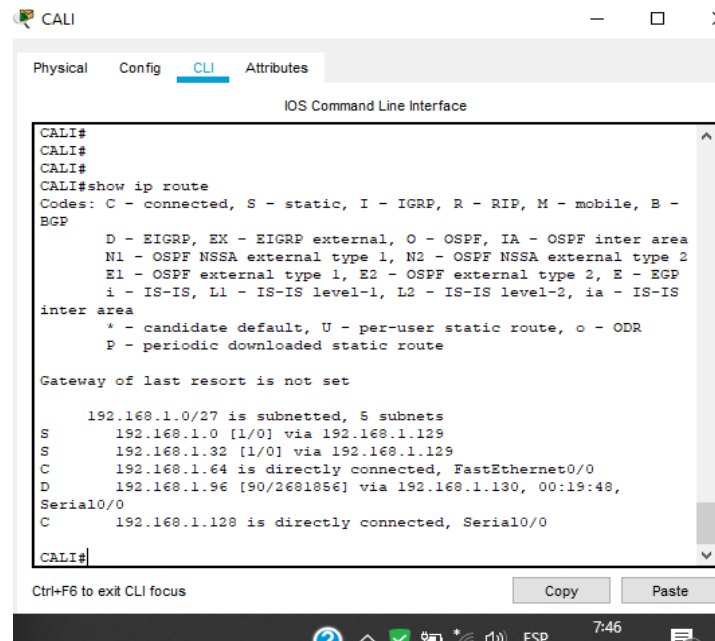 CALI
Physical Config CLI Attributes
IOS Command Line Interface
CALI#
CALI#
CALI#
CALI#show ip route
Codes: C - connected, S - static, I - IGRP, R - RIP, M - mobile, B -
BGP
D - EIGRP, EX - EIGRP external, O - OSPF, IA - OSPF inter area
N1 - OSPF NSSA external type 1, N2 - OSPF NSSA external type 2
E1 - OSPF external type 1, E2 - OSPF external type 2, E - EGP
i - IS-IS, L1 - IS-IS level-1, L2 - IS-IS level-2, ia - IS-IS
inter area
* - candidate default, U - per-user static route, o - ODR
P - periodic downloaded static route
Gateway of last resort is not set
192.168.1.0/27 is subnetted, 5 subnets
S 192.168.1.0 [1/0] via 192.168.1.129
S 192.168.1.32 [1/0] via 192.168.1.129
C 192.168.1.64 is directly connected, FastEthernet0/0
D 192.168.1.96 [90/2681856] via 192.168.1.130, 00:19:48,
Serial0/0
C 192.168.1.128 is directly connected, Serial0/0
CALI#
Ctrl+F6 to exit CLI focus
Copy Paste
ESP 7:46